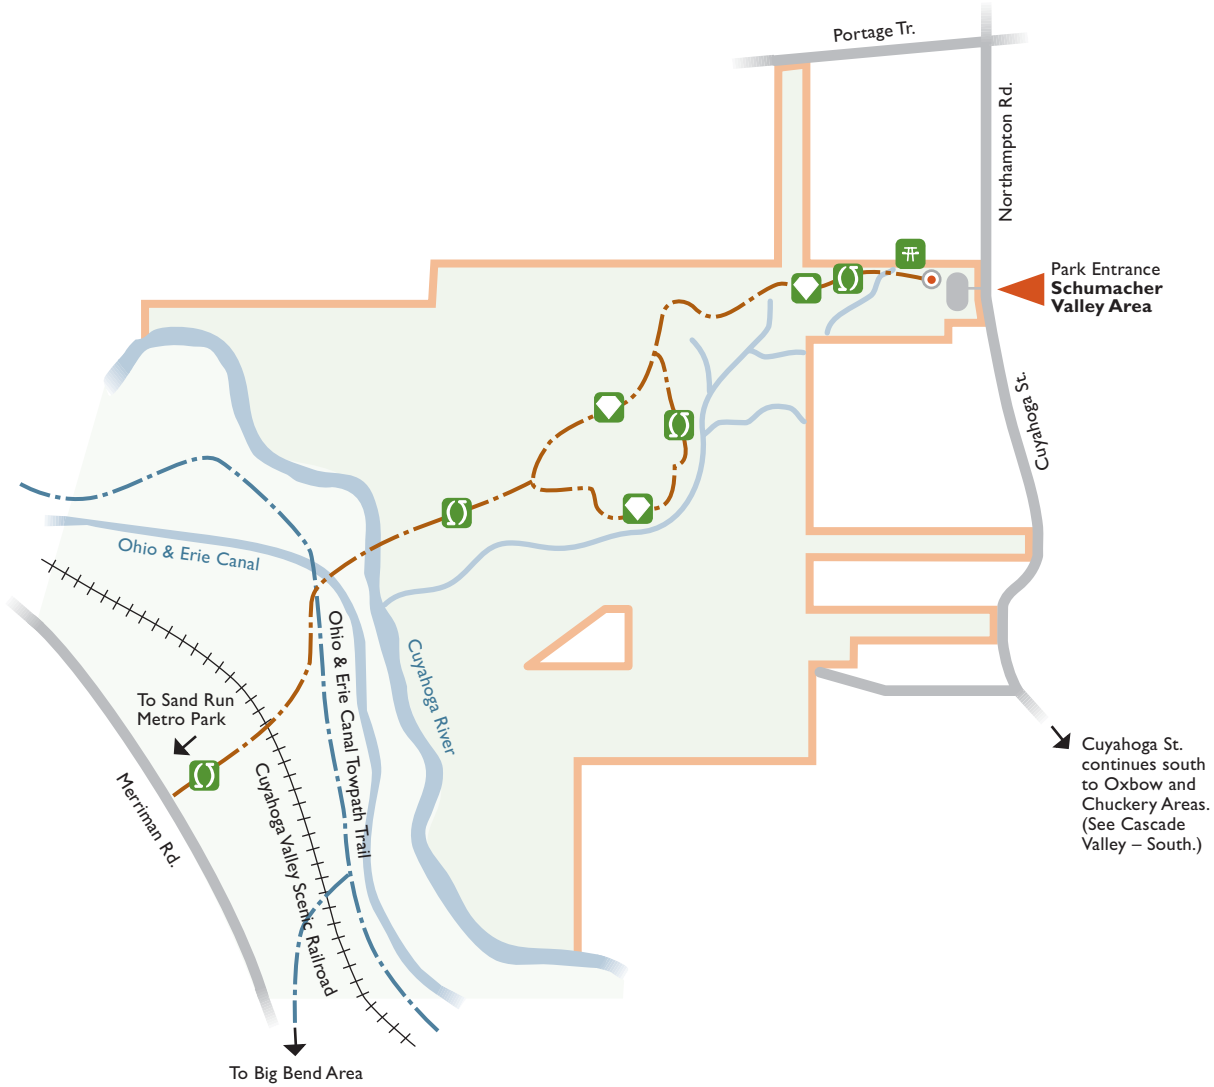 Portage Tr.
Northampton Rd.
Park Entrance
Schumacher
Valley Area
Cuyahoga St.
Ohio & Erie Canal
Ohio & Erie Canal Towpath Trail
Cuyahoga River
To Sand Run
Metro Park
Merriman Rd.
Cuyahoga Valley Scenic Railroad
Cuyahoga St.
continues south
to Oxbow and
Chuckery Areas.
(See Cascade
Valley – South.)
To Big Bend Area